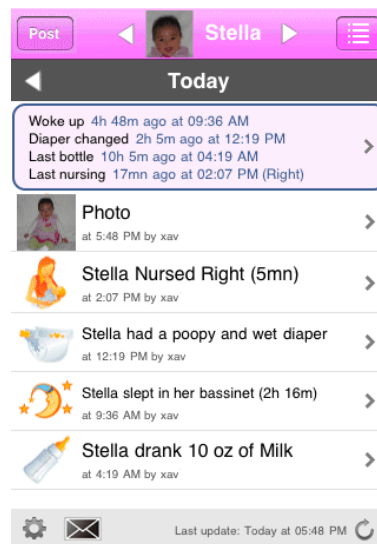 Post
Stella
Today
Woke up 4h 48m ago at 09:36 AM
Diaper changed 2h 5m ago at 12:19 PM
Last bottle 10h 5m ago at 04:19 AM
Last nursing 17mn ago at 02:07 PM (Right)
Photo
at 5:48 PM by xav
Stella Nursed Right (5mn)
at 2:07 PM by xav
Stella had a poopy and wet diaper
at 12:19 PM by xav
Stella slept in her bassinet (2h 16m)
at 9:36 AM by xav
Stella drank 10 oz of Milk
at 4:19 AM by xav
Last update: Today at 05:48 PM